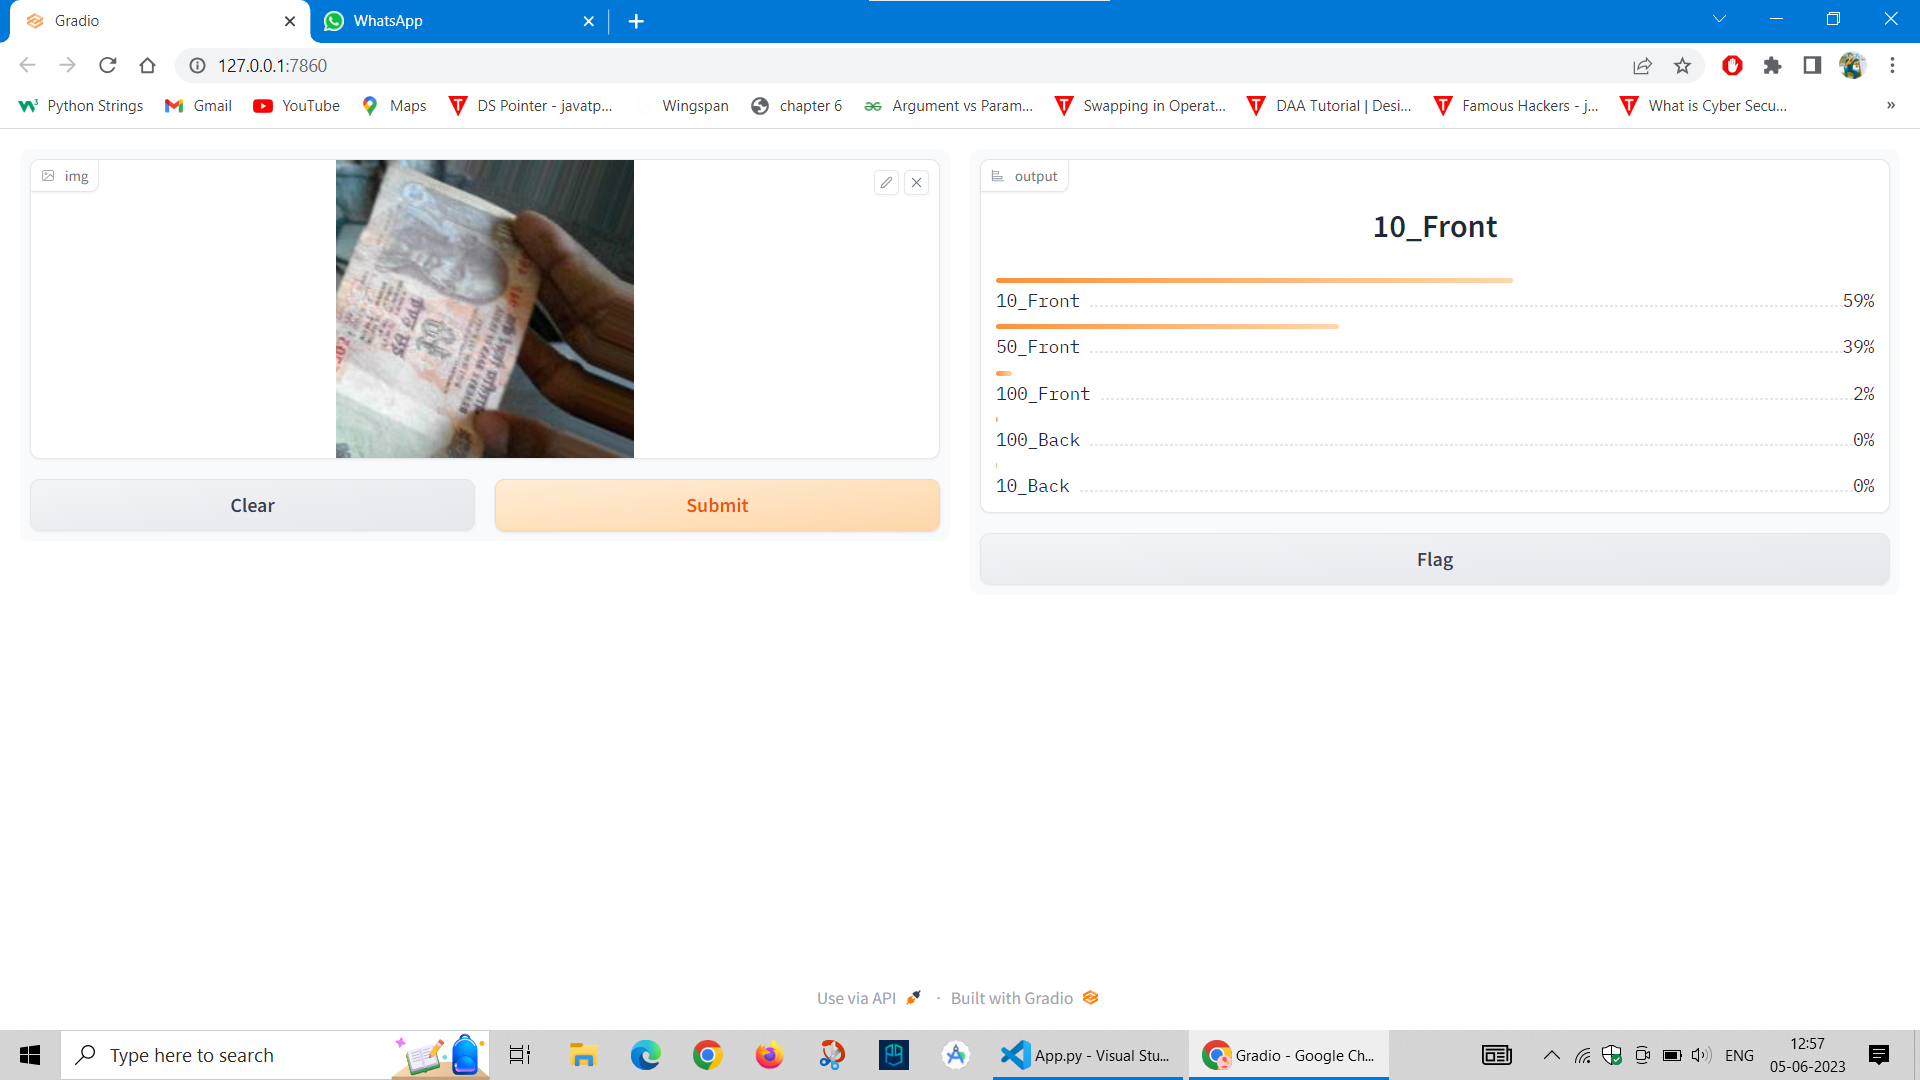 Gradio
WhatsApp
127.0.0.1:7860
Python Strings
Gmail
YouTube
Maps
DS Pointer - javatp...
Wingspan
chapter 6
Argument vs Param...
Swapping in Operat...
DAA Tutorial | Desi...
Famous Hackers - j...
What is Cyber Secu...
»
img
Clear
Submit
output
10_Front
10_Front 59%
50_Front 39%
100_Front 2%
100_Back 0%
10_Back 0%
Flag
Use via API · Built with Gradio
Type here to search
App.py - Visual Stu...
Gradio - Google Ch...
ENG
12:57
05-06-2023